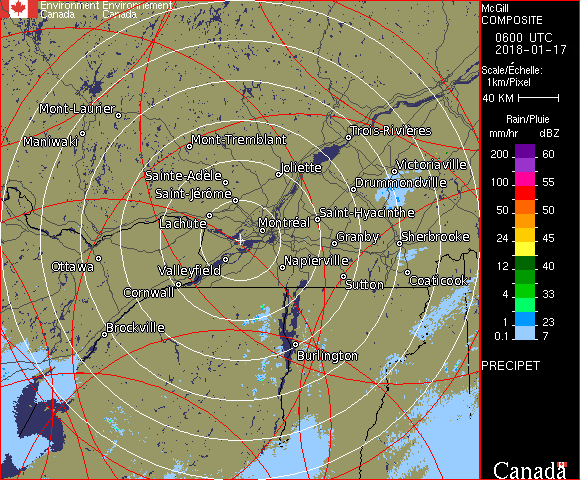 Environment Environnement
Canada Canada
McGill
COMPOSITE
0600 UTC
2018-01-17
Scale/Échelle:
1km/Pixel
40 KM
Rain/Pluie
mm/hr dBZ
200 60
55
100 55
50 50
24 45
12 40
4 33
1 23
0.1 7
PRECIPET
Canada
Mont-Laurier
Maniwaki
Mont-Tremblant
Trois-Rivières
Sainte-Adèle
Joliette
Victoriaville
Drummondville
Saint-Jérôme
Lachute
Montréal
Saint-Hyacinthe
Granby
Sherbrooke
Ottawa
Valleyfield
Napierville
Cornwall
Sutton
Coaticook
Brockville
Burlington